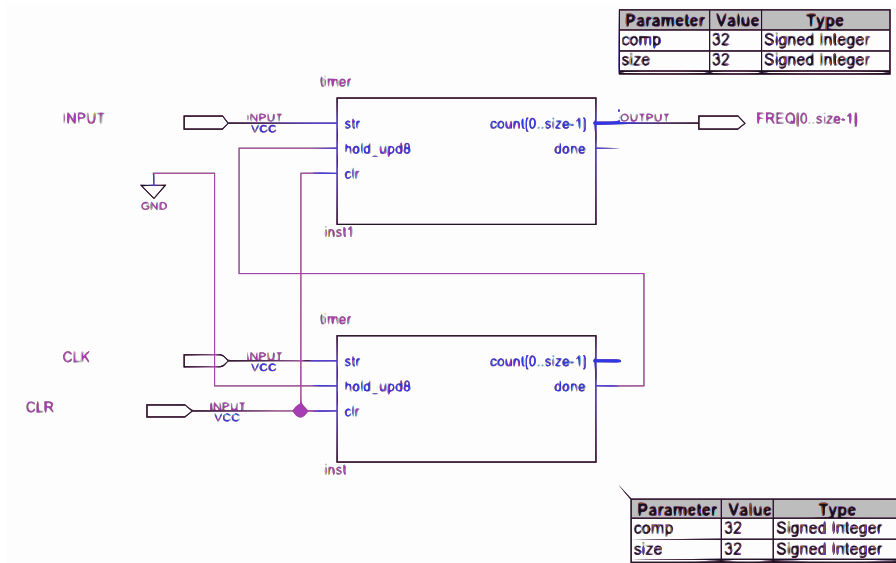 Parameter Value Type
comp 32 Signed Integer
size 32 Signed Integer
timer
INPUT
INPUT
VCC
str
count[0..size-1]
OUTPUT
FREQ[0..size-1]
hold_upd8
done
clr
GND
inst1
timer
CLK
INPUT
VCC
str
count[0..size-1]
hold_upd8
done
CLR
INPUT
VCC
clr
inst
Parameter Value Type
comp 32 Signed Integer
size 32 Signed Integer